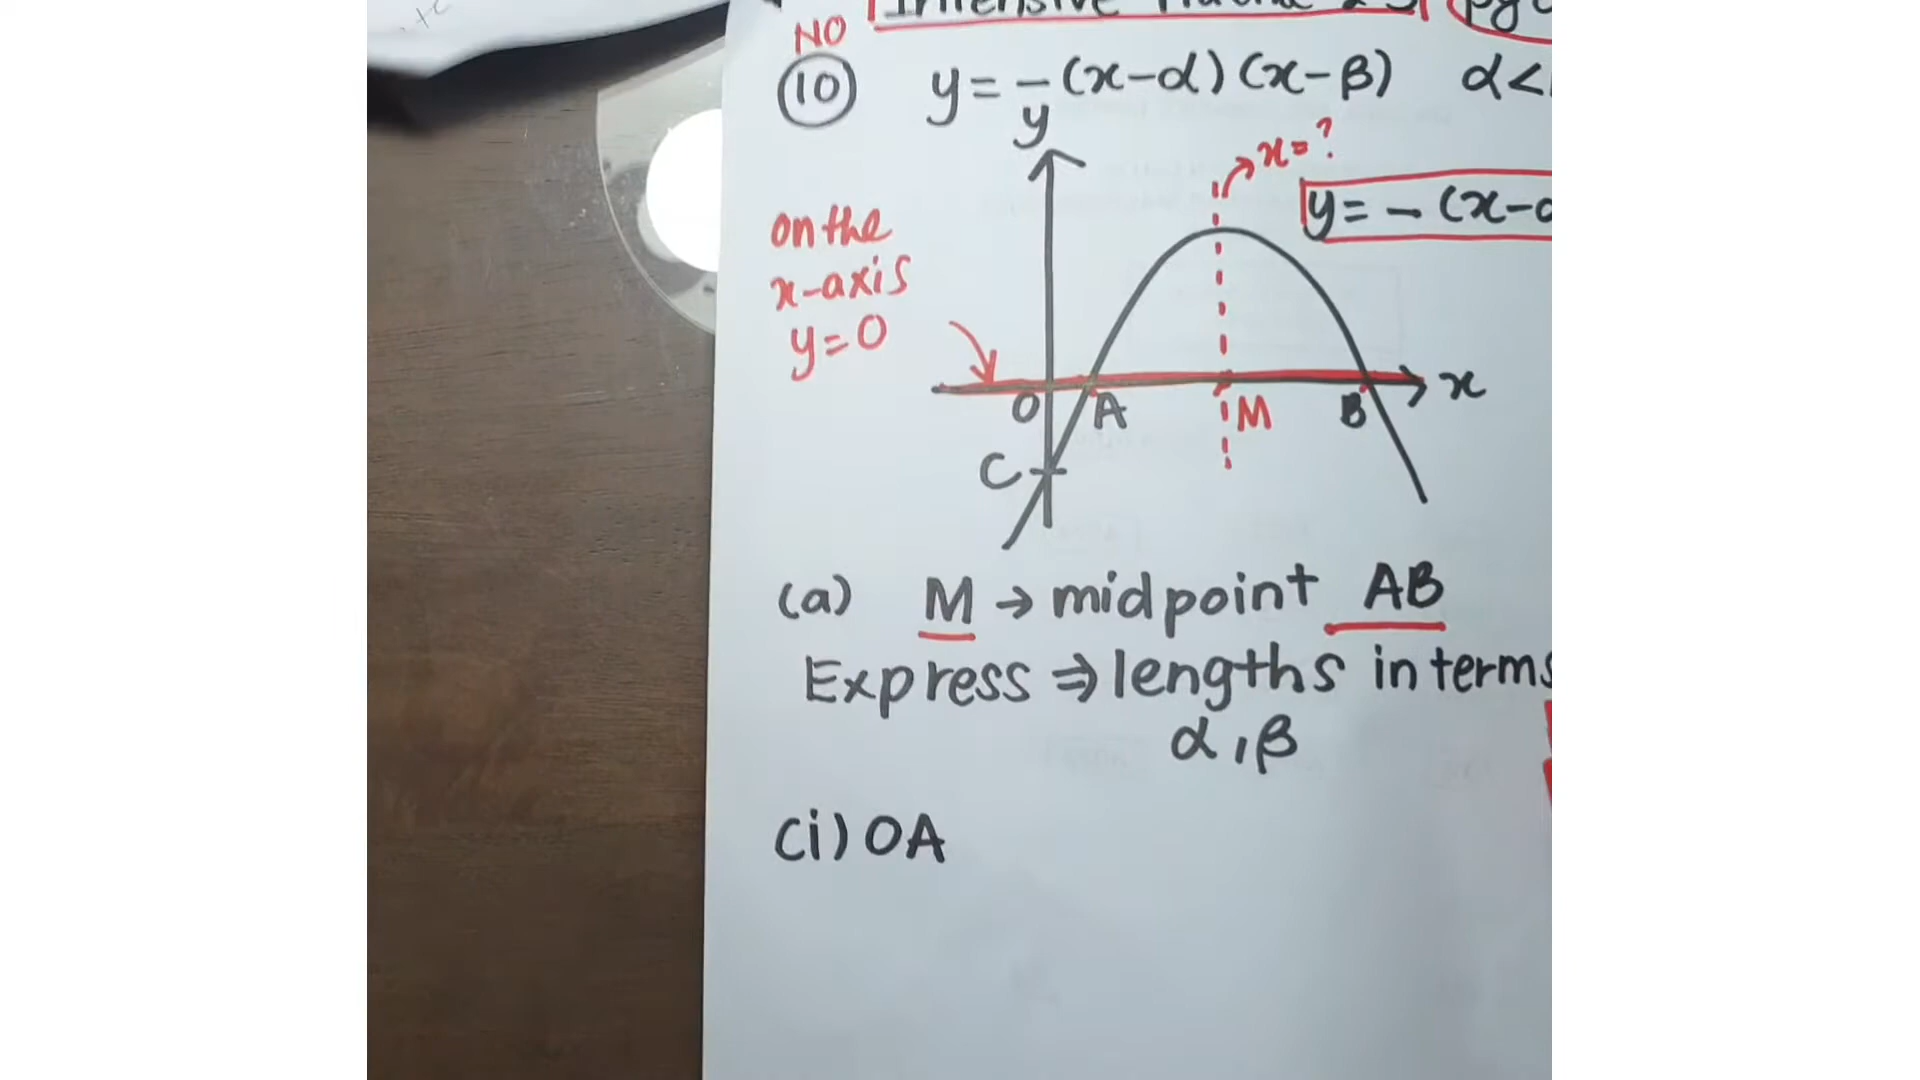 NO
(10) y = -(x-α)(x-β) α<
y
x=?
y = -(x-α
on the
x-axis
y=0
x
O A M B
C
(a) M → midpoint AB
Express ⇒ lengths in terms
α, β
(i) OA